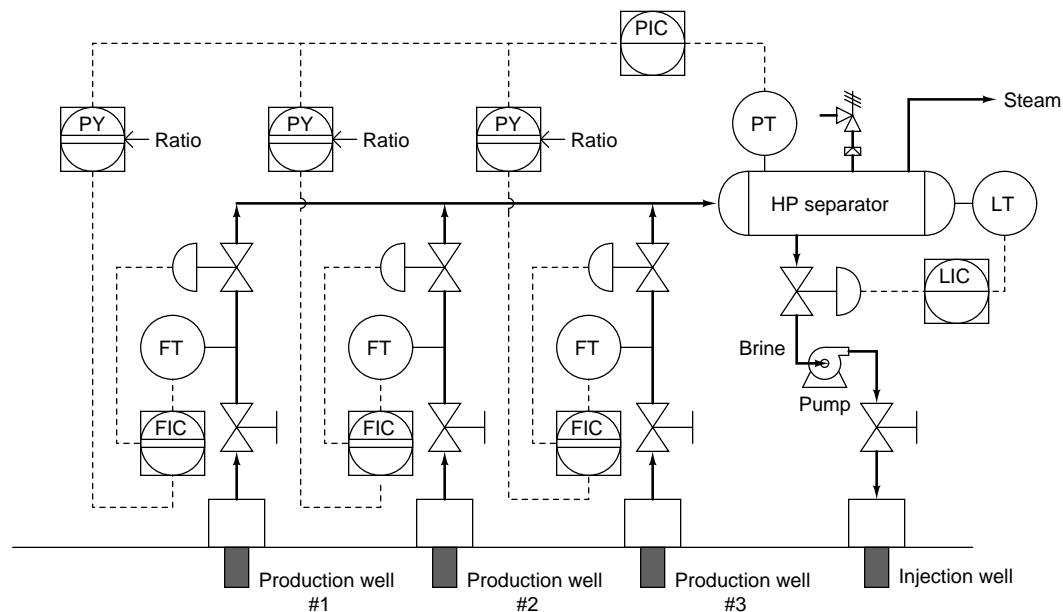 PIC
PY
Ratio
PY
Ratio
PY
Ratio
PT
Steam
HP separator
LT
LIC
FT
FT
FT
Brine
Pump
FIC
FIC
FIC
Production well
#1
Production well
#2
Production well
#3
Injection well